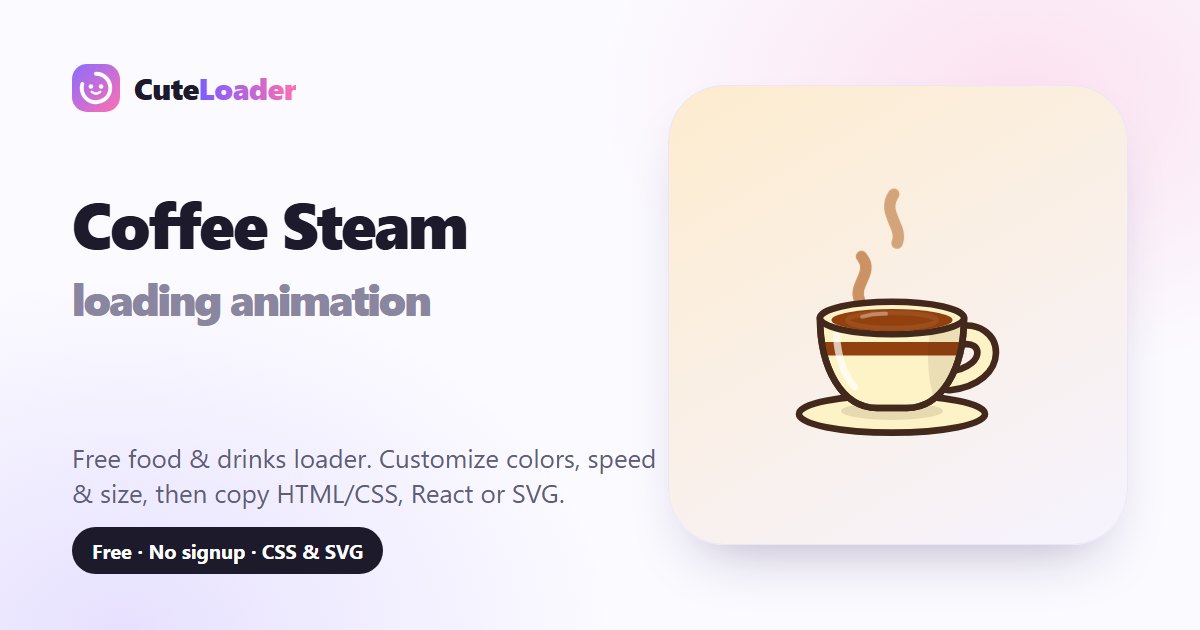 CuteLoader
Coffee Steam
loading animation
Free food & drinks loader. Customize colors, speed
& size, then copy HTML/CSS, React or SVG.
Free · No signup · CSS & SVG